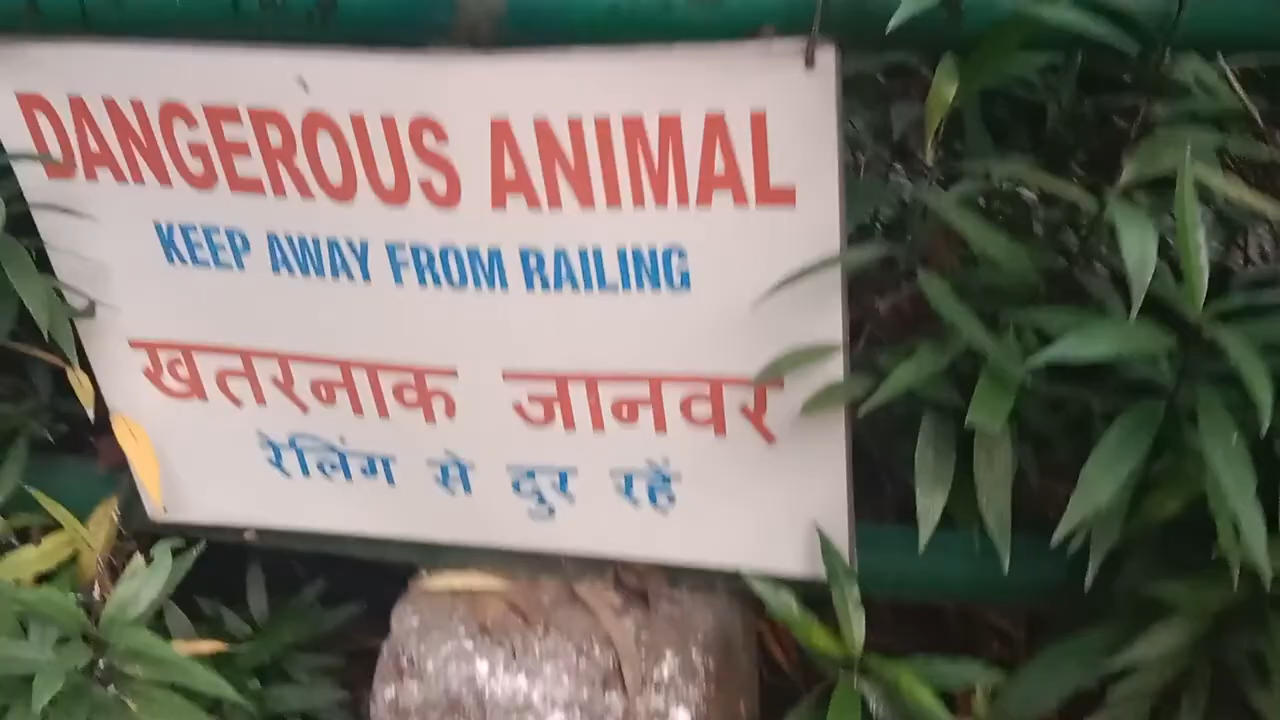 DANGEROUS ANIMAL
KEEP AWAY FROM RAILING
खतरनाक जानवर
रेलिंग से दुर रहें